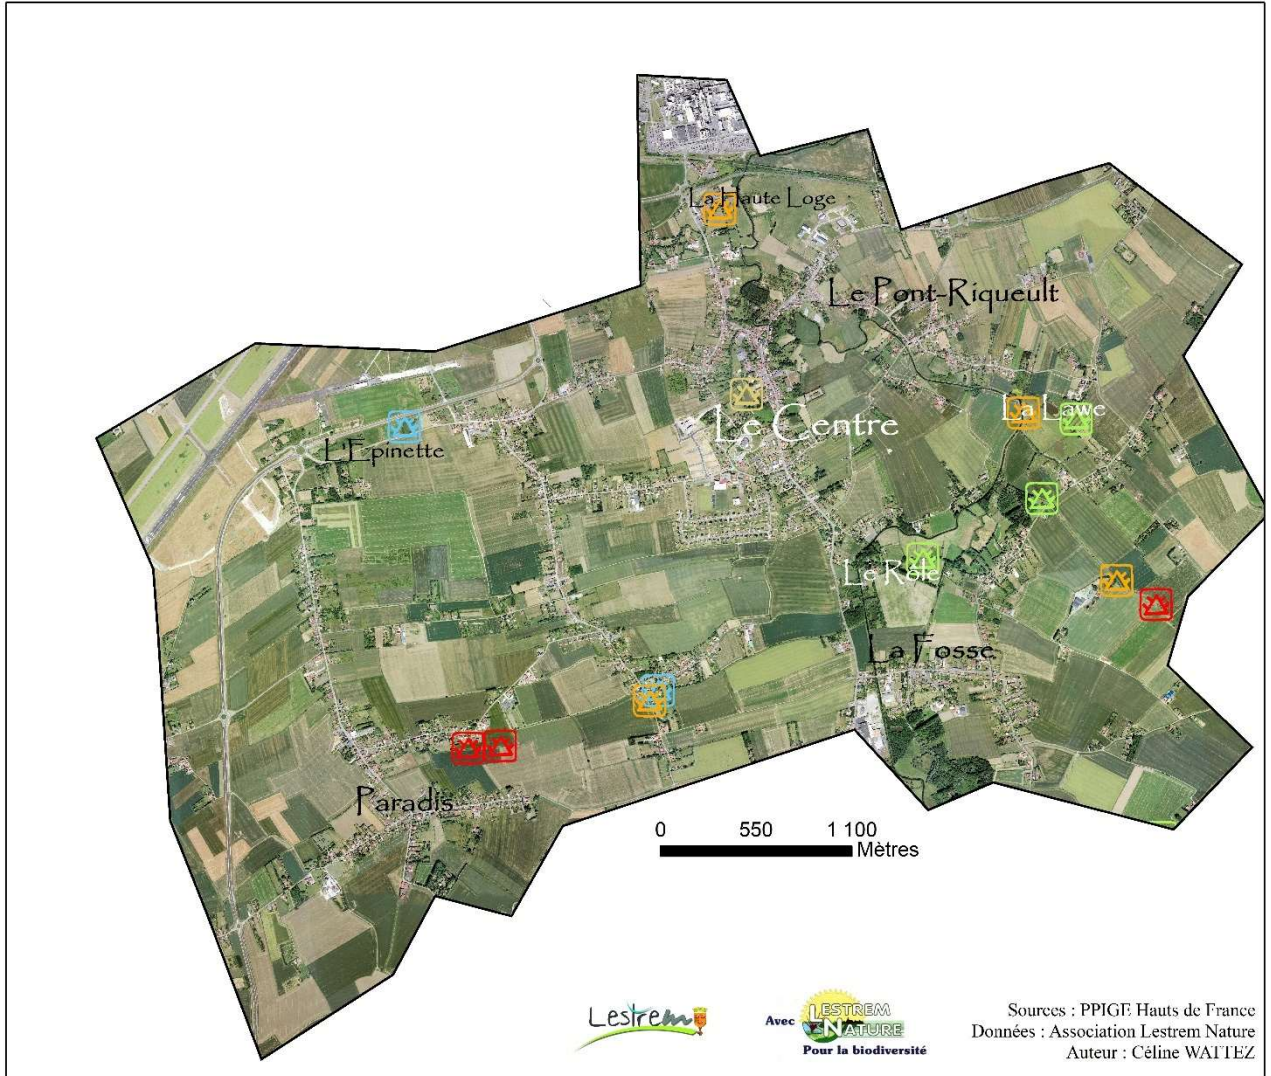 La Haute Loge
Le Pont-Riqueult
La Lawe
Le Centre
L'Epinette
Le Rôle
La Fosse
Paradis
0 550 1 100
Mètres
Lestrem
Avec LESTREM
NATURE
Pour la biodiversité
Sources : PPIGE Hauts de France
Données : Association Lestrem Nature
Auteur : Céline WATTEZ